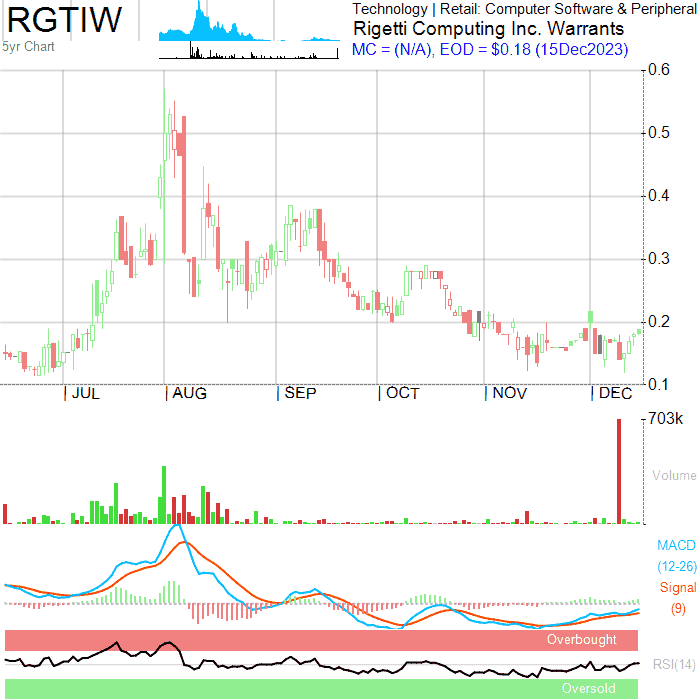 RGTIW
5yr Chart
Technology | Retail: Computer Software & Peripheral
Rigetti Computing Inc. Warrants
MC = (N/A), EOD = $0.18 (15Dec2023)
0.6
0.5
0.4
0.3
0.2
0.1
| JUL | AUG | SEP | OCT | NOV | DEC
703k
Volume
MACD
(12-26)
Signal
(9)
Overbought
RSI(14)
Oversold